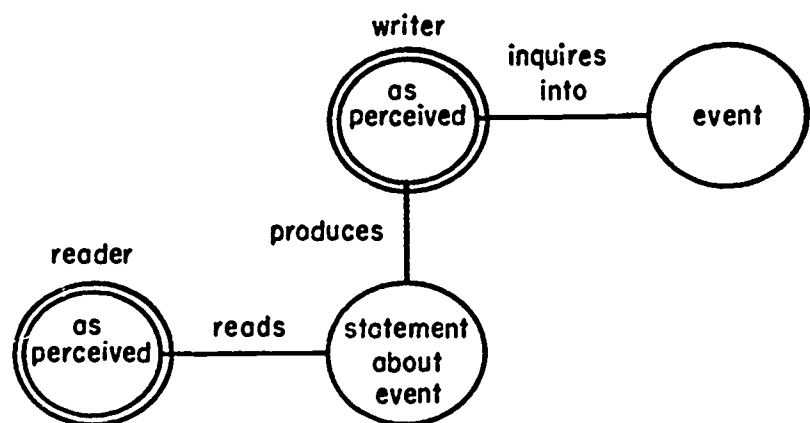 writer
as
perceived
inquires
into
event
produces
reader
as
perceived
reads
statement
about
event